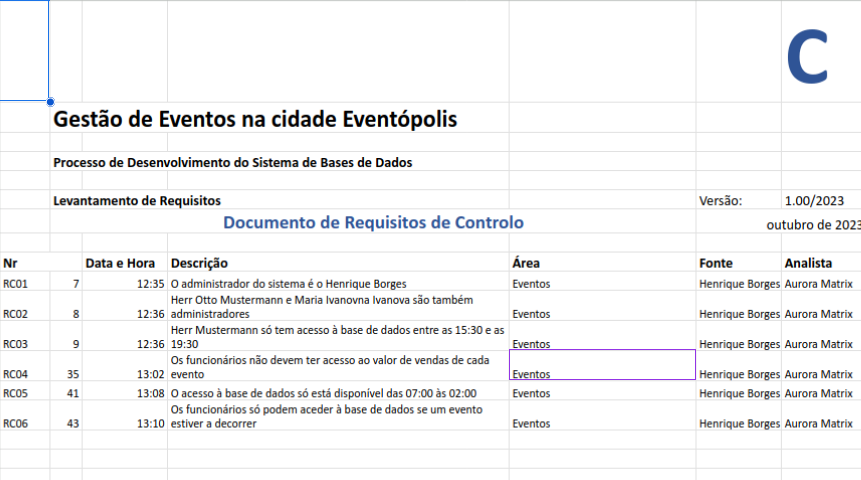 C
Gestão de Eventos na cidade Eventópolis
Processo de Desenvolvimento do Sistema de Bases de Dados
Levantamento de Requisitos Versão: 1.00/2023
Documento de Requisitos de Controlo outubro de 2023
Nr Data e Hora Descrição Área Fonte Analista
RC01 7 12:35 O administrador do sistema é o Henrique Borges Eventos Henrique Borges Aurora Matrix
Herr Otto Mustermann e Maria Ivanovna Ivanova são também
RC02 8 12:36 administradores Eventos Henrique Borges Aurora Matrix
Herr Mustermann só tem acesso à base de dados entre as 15:30 e as
RC03 9 12:36 19:30 Eventos Henrique Borges Aurora Matrix
Os funcionários não devem ter acesso ao valor de vendas de cada
RC04 35 13:02 evento Eventos Henrique Borges Aurora Matrix
RC05 41 13:08 O acesso à base de dados só está disponível das 07:00 às 02:00 Eventos Henrique Borges Aurora Matrix
Os funcionários só podem aceder à base de dados se um evento
RC06 43 13:10 estiver a decorrer Eventos Henrique Borges Aurora Matrix